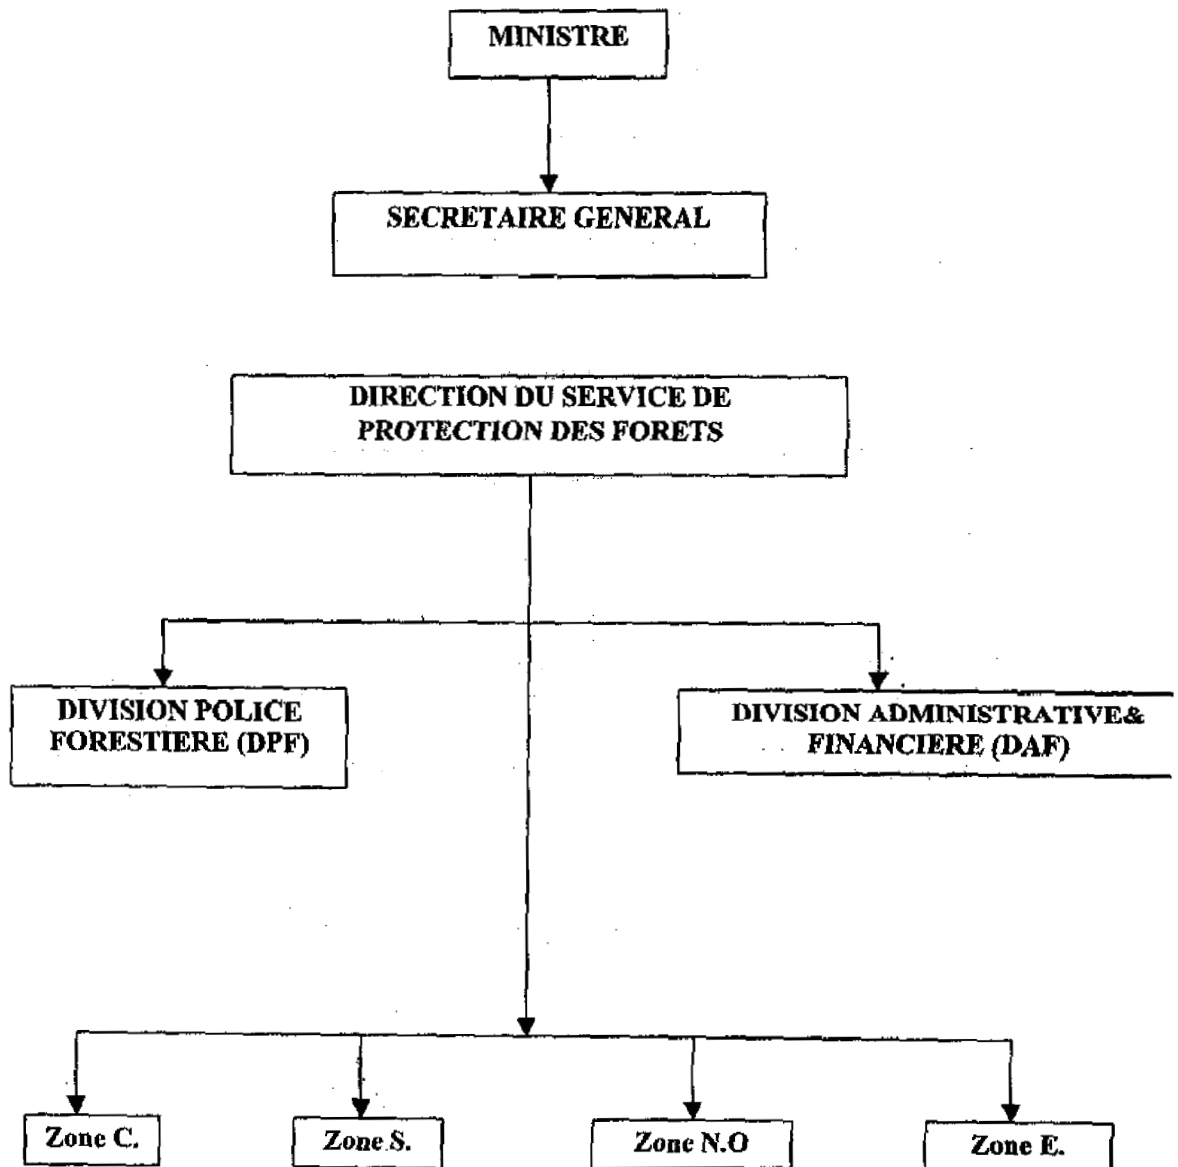 MINISTRE
SECRETAIRE GENERAL
DIRECTION DU SERVICE DE
PROTECTION DES FORETS
DIVISION POLICE
FORESTIERE (DPF)
DIVISION ADMINISTRATIVE&
FINANCIERE (DAF)
Zone C.
Zone S.
Zone N.O
Zone E.